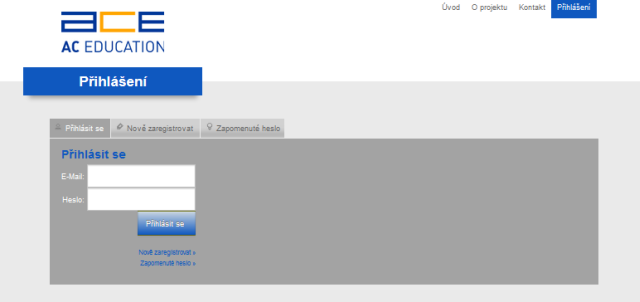 Úvod O projektu Kontakt Přihlášení
ace
AC EDUCATION
Přihlášení
Přihlásit se Nově zaregistrovat Zapomenuté heslo
Přihlásit se
E-Mail:
Heslo:
Přihlásit se
Nově zaregistrovat »
Zapomenuté heslo »